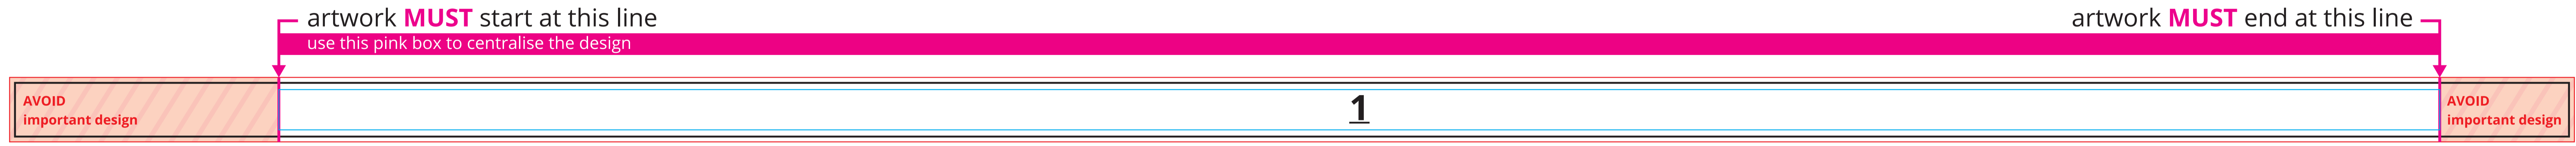 artwork MUST start at this line
artwork MUST end at this line
use this pink box to centralise the design
AVOID
important design
1
AVOID
important design